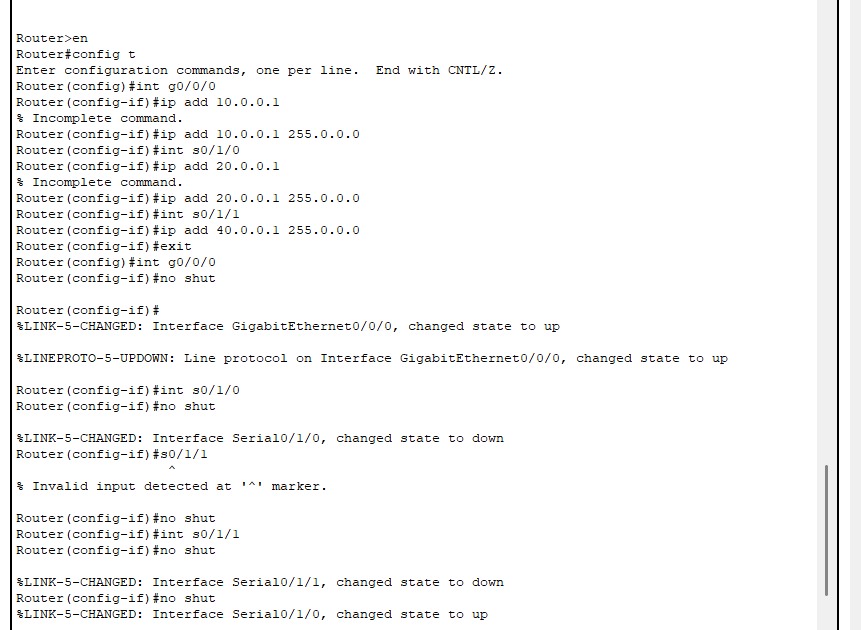 Router>en
Router#config t
Enter configuration commands, one per line.  End with CNTL/Z.
Router(config)#int g0/0/0
Router(config-if)#ip add 10.0.0.1
% Incomplete command.
Router(config-if)#ip add 10.0.0.1 255.0.0.0
Router(config-if)#int s0/1/0
Router(config-if)#ip add 20.0.0.1
% Incomplete command.
Router(config-if)#ip add 20.0.0.1 255.0.0.0
Router(config-if)#int s0/1/1
Router(config-if)#ip add 40.0.0.1 255.0.0.0
Router(config-if)#exit
Router(config)#int g0/0/0
Router(config-if)#no shut
Router(config-if)#
%LINK-5-CHANGED: Interface GigabitEthernet0/0/0, changed state to up
%LINEPROTO-5-UPDOWN: Line protocol on Interface GigabitEthernet0/0/0, changed state to up
Router(config-if)#int s0/1/0
Router(config-if)#no shut
%LINK-5-CHANGED: Interface Serial0/1/0, changed state to down
Router(config-if)#s0/1/1
^
% Invalid input detected at '^' marker.
Router(config-if)#no shut
Router(config-if)#int s0/1/1
Router(config-if)#no shut
%LINK-5-CHANGED: Interface Serial0/1/1, changed state to down
Router(config-if)#no shut
%LINK-5-CHANGED: Interface Serial0/1/0, changed state to up